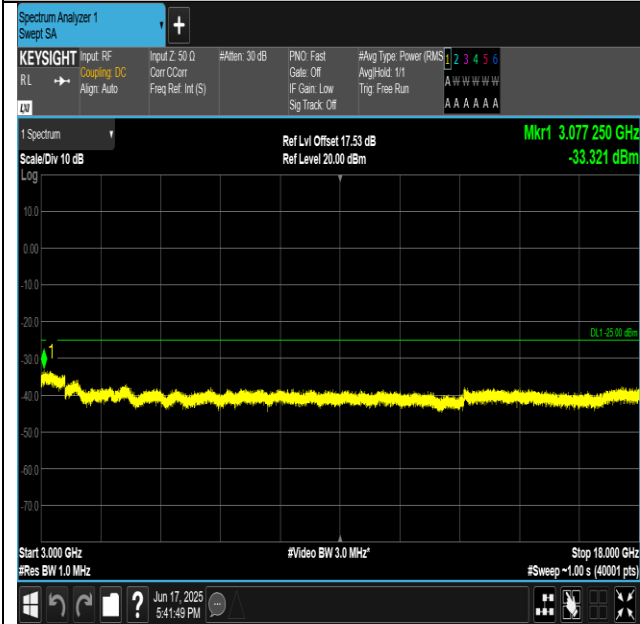 Spectrum Analyzer 1
Swept SA
+
KEYSIGHT Input: RF Input Z: 50 Ω #Atten: 30 dB PNO: Fast #Avg Type: Power (RMS 1 2 3 4 5 6
RL Coupling: DC Corr CCorr Gate: Off Avg|Hold: 1/1 A W W W W W
Align: Auto Freq Ref: Int (S) IF Gain: Low Trig: Free Run
Sig Track: Off A A A A A A
1 Spectrum Ref Lvl Offset 17.53 dB Mkr1 3.077 250 GHz
Scale/Div 10 dB Ref Level 20.00 dBm -33.321 dBm
Log
10.0
0.00
-10.0
-20.0
DL1 -25.00 dBm
1
-30.0
-40.0
-50.0
-60.0
-70.0
Start 3.000 GHz #Video BW 3.0 MHz* Stop 18.000 GHz
#Res BW 1.0 MHz #Sweep ~1.00 s (40001 pts)
? Jun 17, 2025
5:41:49 PM